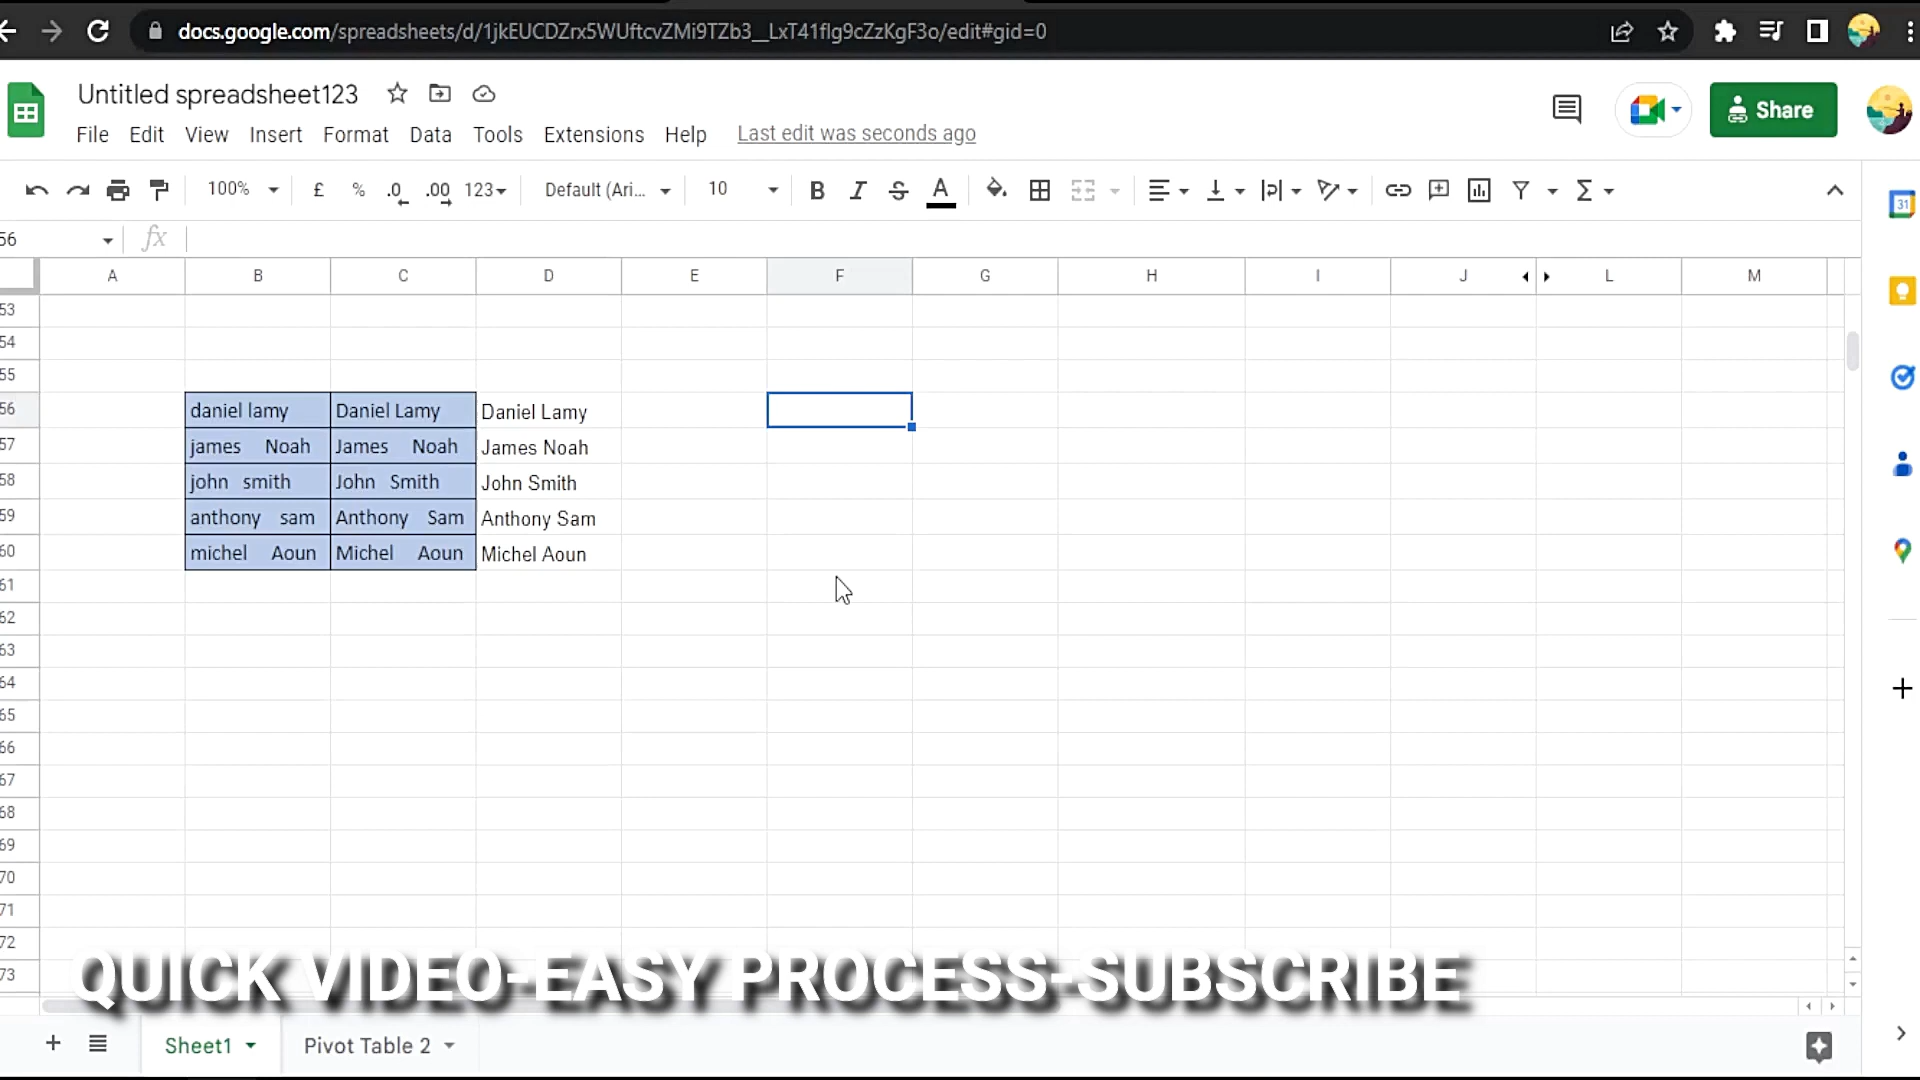 docs.google.com/spreadsheets/d/1jkEUCDZrx5WUftcvZMi9TZb3__LxT41flg9cZzKgF3o/edit#gid=0
Untitled spreadsheet123
File Edit View Insert Format Data Tools Extensions Help Last edit was seconds ago
Share
100% £ % .0 .00 123 Default (Ari... 10 B I S A
31
56 fx
A B C D E F G H I J L M
53
54
55
56 daniel lamy Daniel Lamy Daniel Lamy
57 james Noah James Noah James Noah
58 john smith John Smith John Smith
59 anthony sam Anthony Sam Anthony Sam
60 michel Aoun Michel Aoun Michel Aoun
61
62
63
64
65
66
67
68
69
70
71
72
73
QUICK VIDEO-EASY PROCESS-SUBSCRIBE
Sheet1 Pivot Table 2